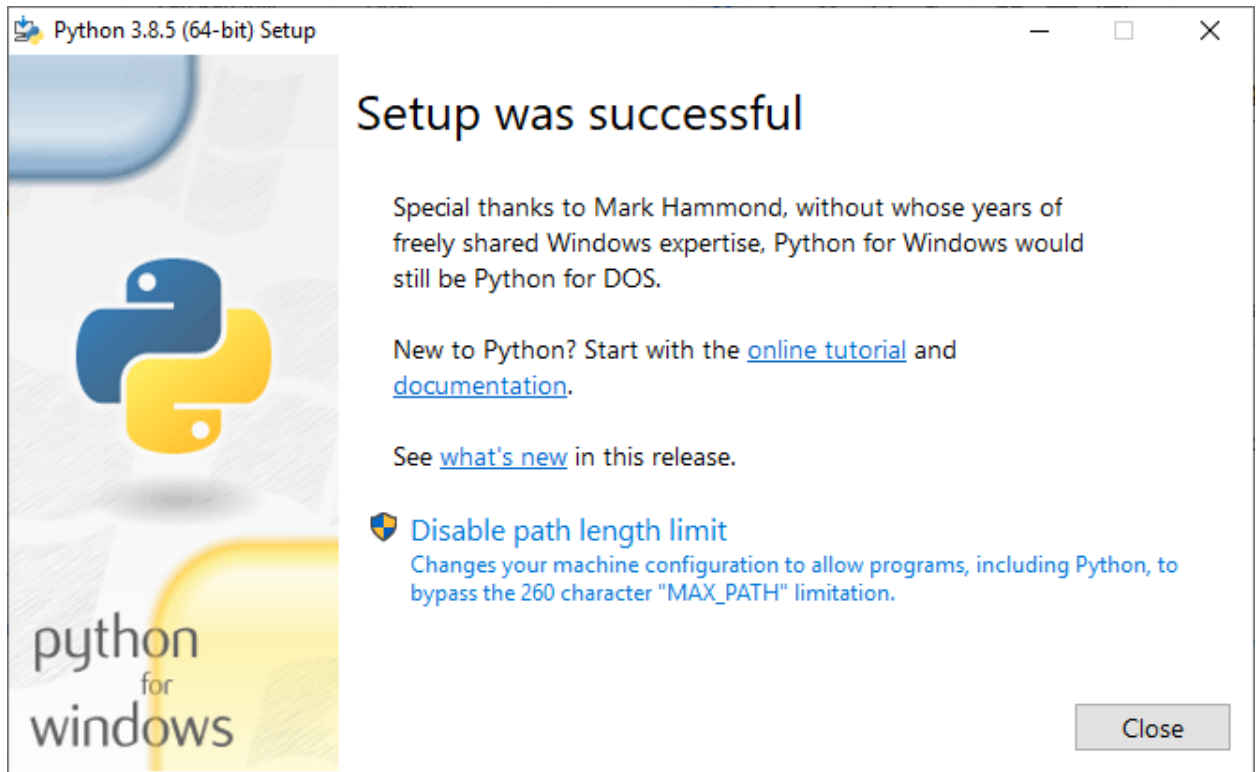 Python 3.8.5 (64-bit) Setup
Setup was successful
Special thanks to Mark Hammond, without whose years of
freely shared Windows expertise, Python for Windows would
still be Python for DOS.
New to Python? Start with the online tutorial and
documentation.
See what's new in this release.
Disable path length limit
Changes your machine configuration to allow programs, including Python, to
bypass the 260 character "MAX_PATH" limitation.
python
for
windows
Close